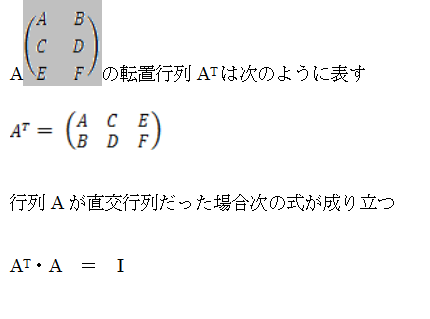 A(A B
C D
E F)の転置行列 Aᵀは次のように表す
Aᵀ = (A C E
B D F)
行列 A が直交行列だった場合次の式が成り立つ
Aᵀ・A = I